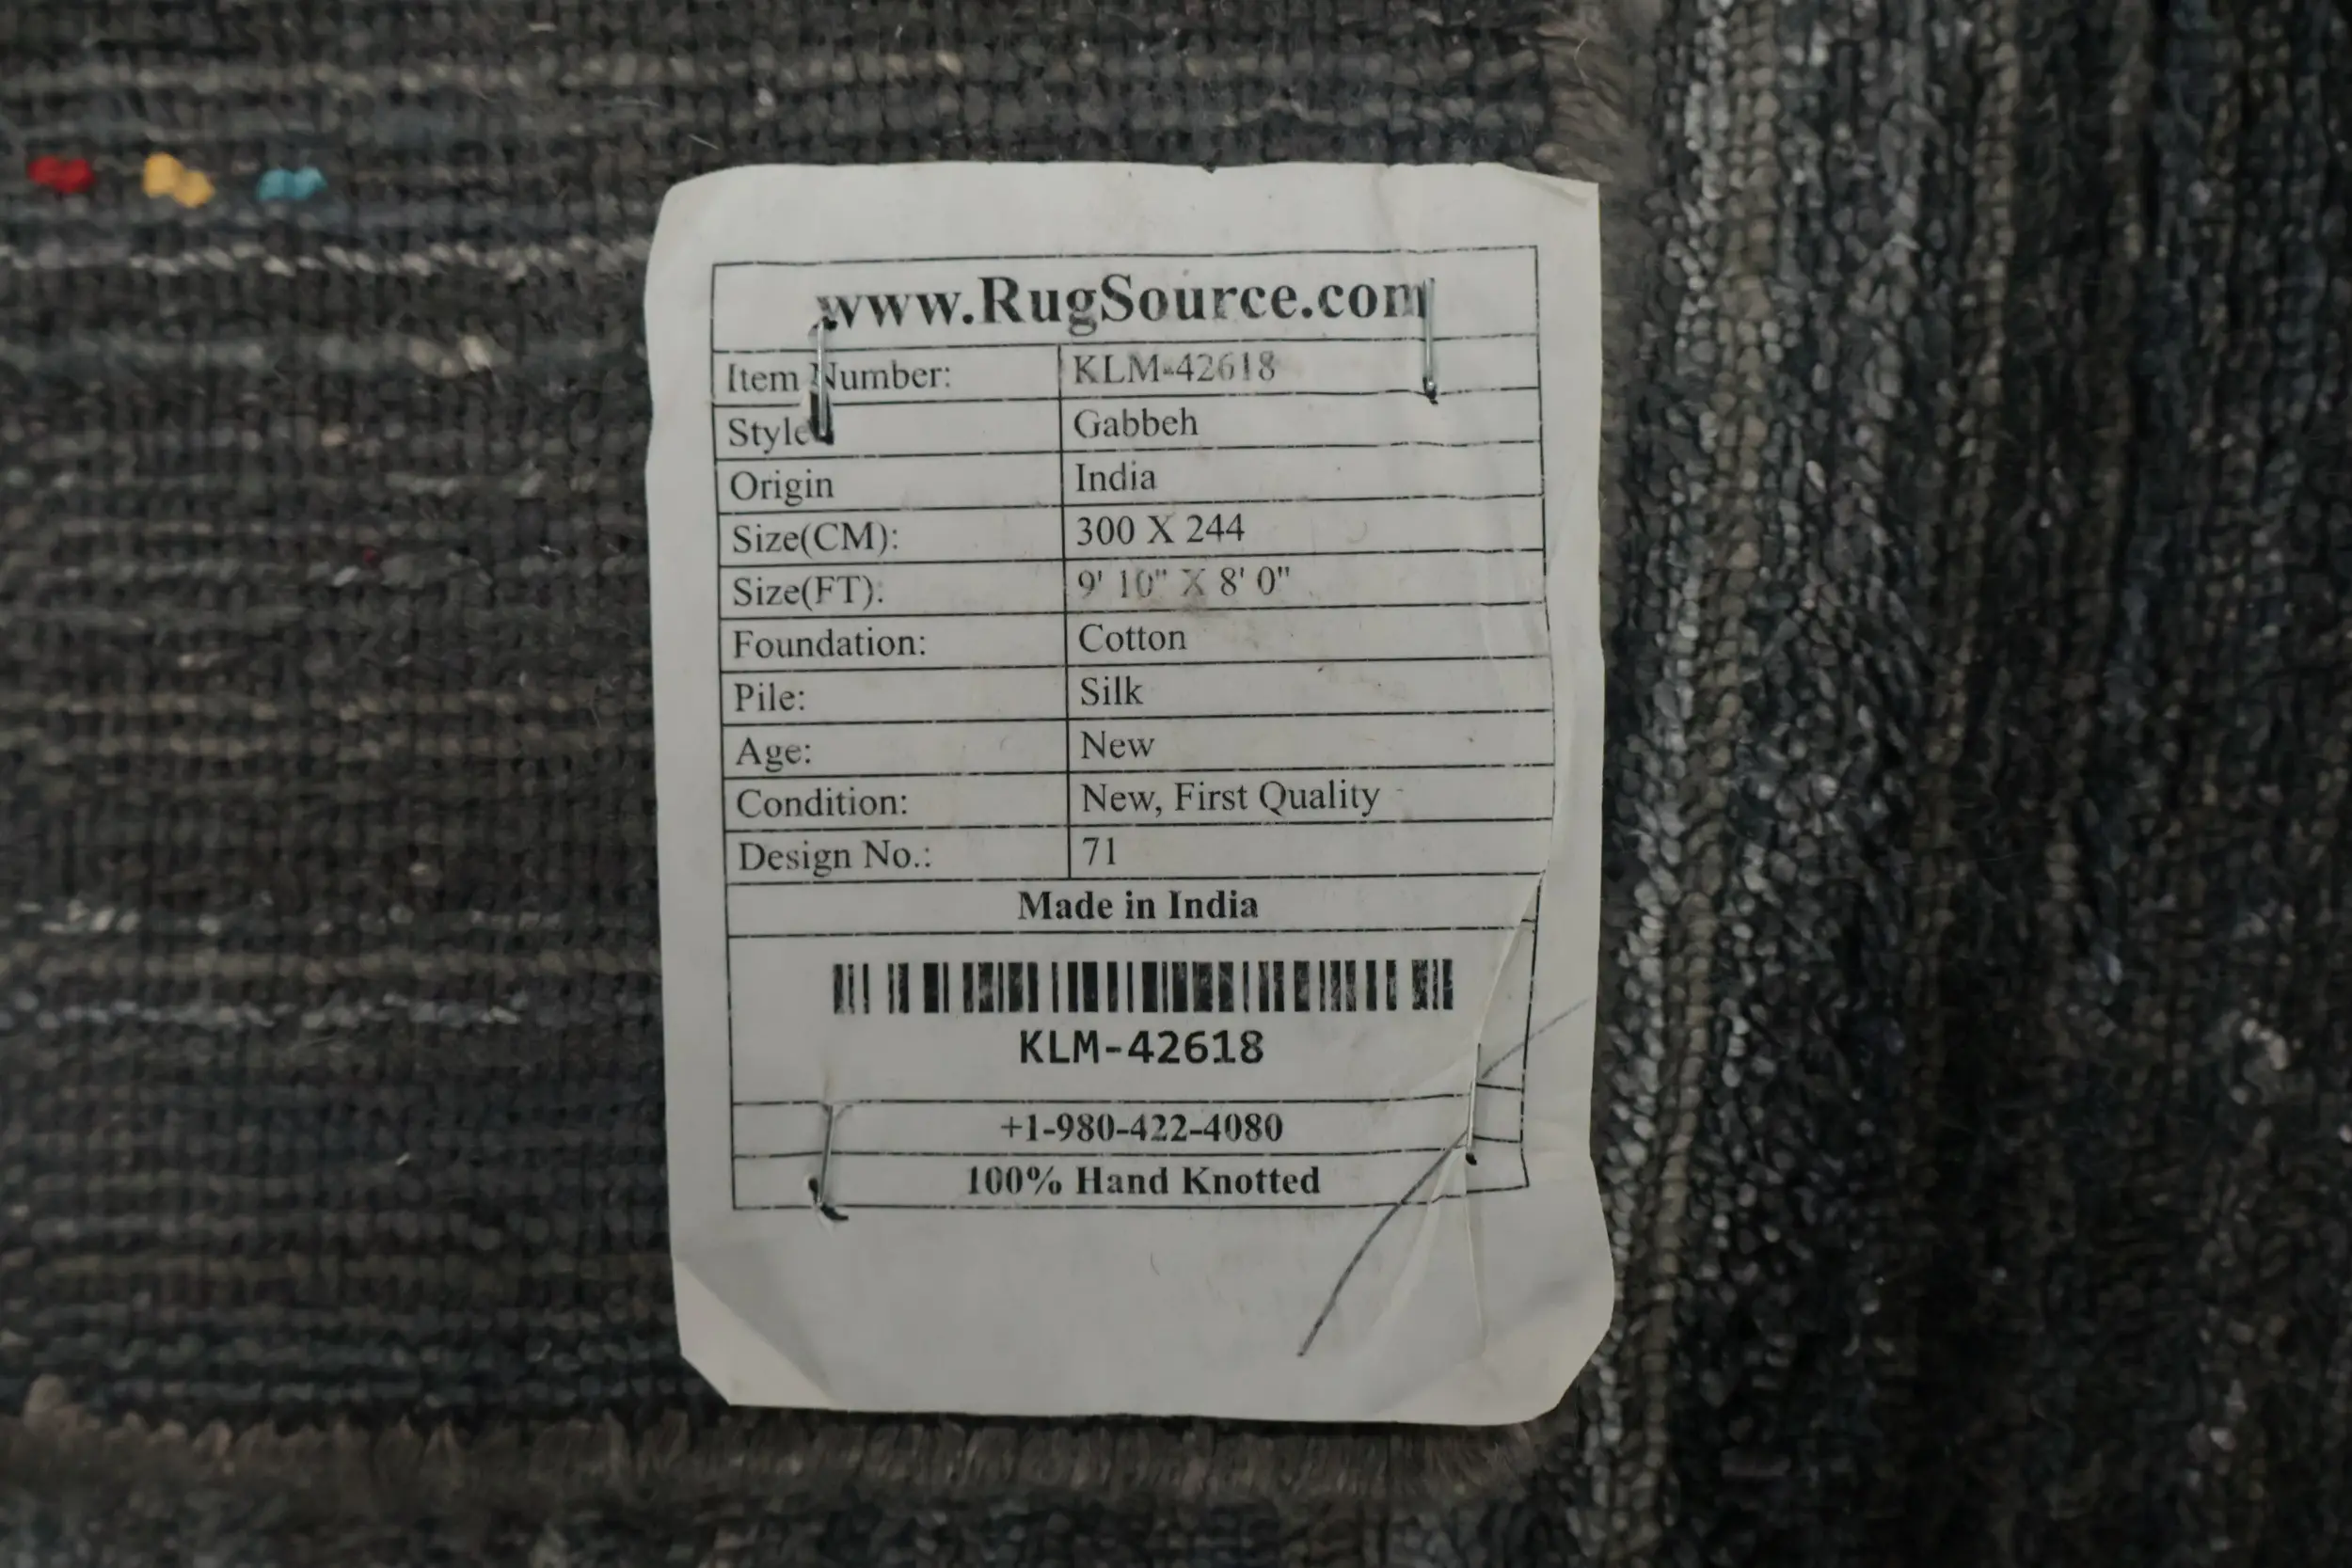 www.RugSource.com
Item Number: KLM-42618
Style Gabbeh
Origin India
Size(CM): 300 X 244
Size(FT): 9' 10" X 8' 0"
Foundation: Cotton
Pile: Silk
Age: New
Condition: New, First Quality
Design No.: 71
Made in India
KLM-42618
+1-980-422-4080
100% Hand Knotted